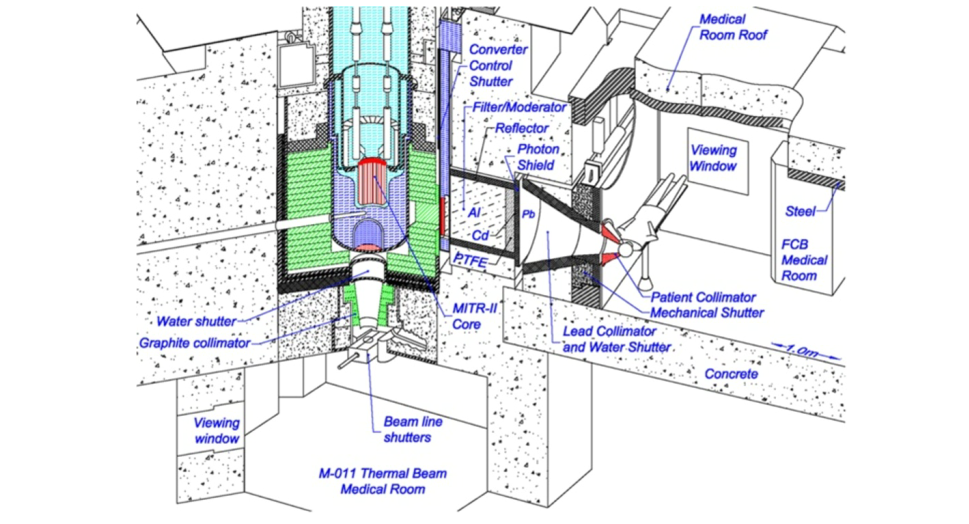 Medical
Room Roof
Converter
Control
Shutter
Filter/Moderator
Reflector
Photon
Shield
Viewing
Window
Al
Pb
Cd
PTFE
Steel
FCB
Medical
Room
Patient Collimator
Mechanical Shutter
MITR-II
Core
Water shutter
Graphite collimator
Lead Collimator
and Water Shutter
1.0m
Concrete
Viewing
window
Beam line
shutters
M-011 Thermal Beam
Medical Room